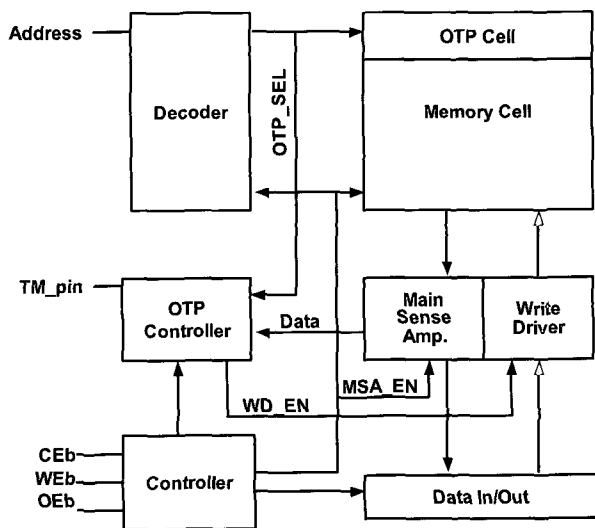 Address
OTP Cell
Decoder
OTP_SEL
Memory Cell
TM_pin
OTP
Controller
Data
Main
Sense
Amp.
Write
Driver
MSA_EN
WD_EN
CEb
WEb
OEb
Controller
Data In/Out